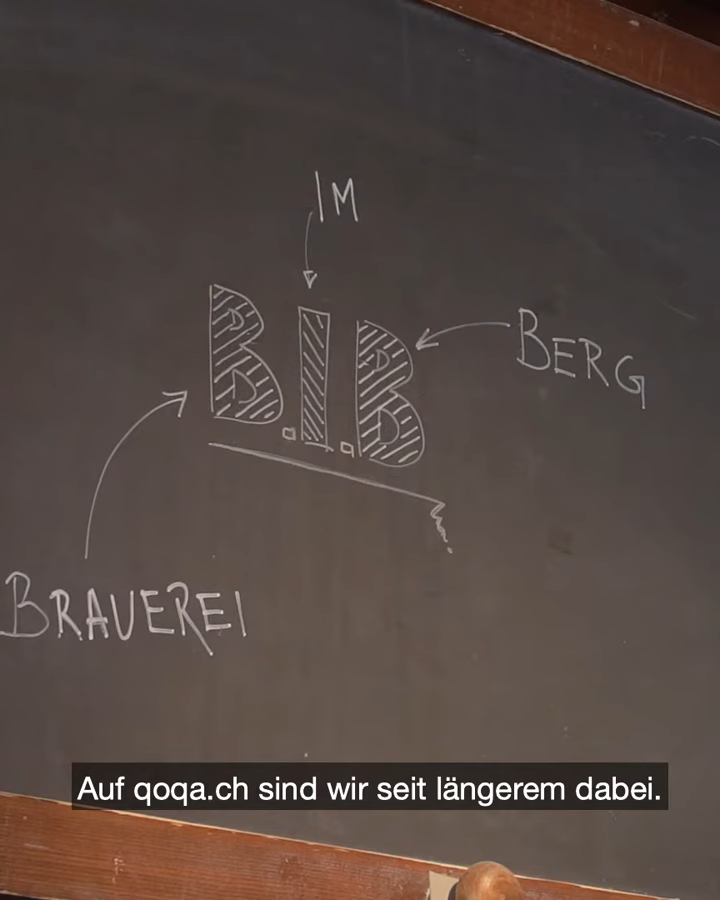 IM
B.I.B
BERG
BRAUEREI
Auf qoqa.ch sind wir seit längerem dabei.